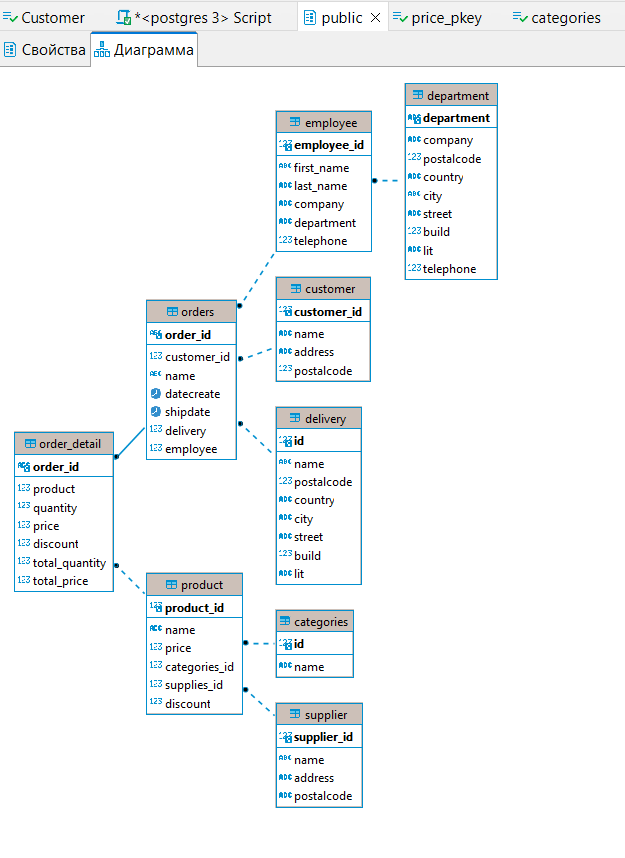 Customer
*<postgres 3> Script
public
price_pkey
categories
Свойства
Диаграмма
employee
employee_id
first_name
last_name
company
department
telephone
department
department
company
postalcode
country
city
street
build
lit
telephone
customer
customer_id
name
address
postalcode
orders
order_id
customer_id
name
datecreate
shipdate
delivery
employee
delivery
id
name
postalcode
country
city
street
build
lit
order_detail
order_id
product
quantity
price
discount
total_quantity
total_price
product
product_id
name
price
categories_id
supplies_id
discount
categories
id
name
supplier
supplier_id
name
address
postalcode